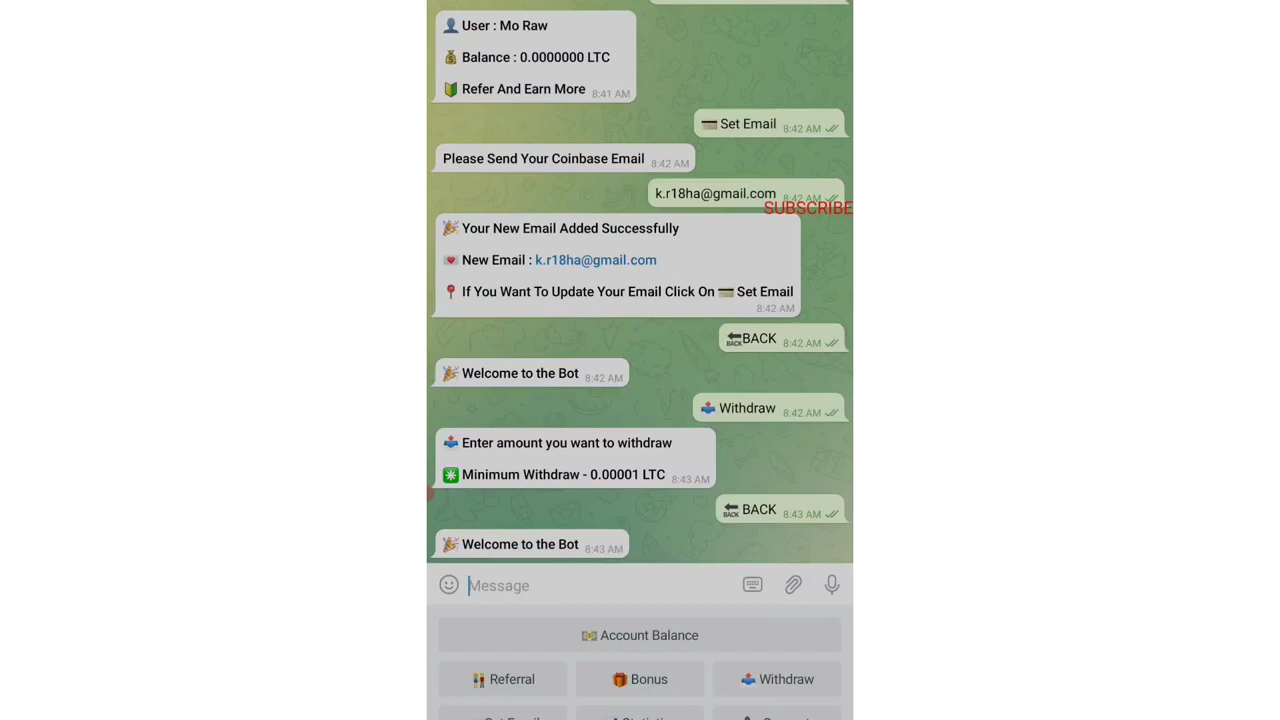 User : Mo Raw
Balance : 0.0000000 LTC
Refer And Earn More 8:41 AM
Set Email 8:42 AM
Please Send Your Coinbase Email 8:42 AM
k.r18ha@gmail.com 8:42 AM
SUBSCRIBE
Your New Email Added Successfully
New Email : k.r18ha@gmail.com
If You Want To Update Your Email Click On Set Email
8:42 AM
BACK BACK 8:42 AM
Welcome to the Bot 8:42 AM
Withdraw 8:42 AM
Enter amount you want to withdraw
Minimum Withdraw - 0.00001 LTC 8:43 AM
BACK BACK 8:43 AM
Welcome to the Bot 8:43 AM
Message
Account Balance
Referral Bonus Withdraw